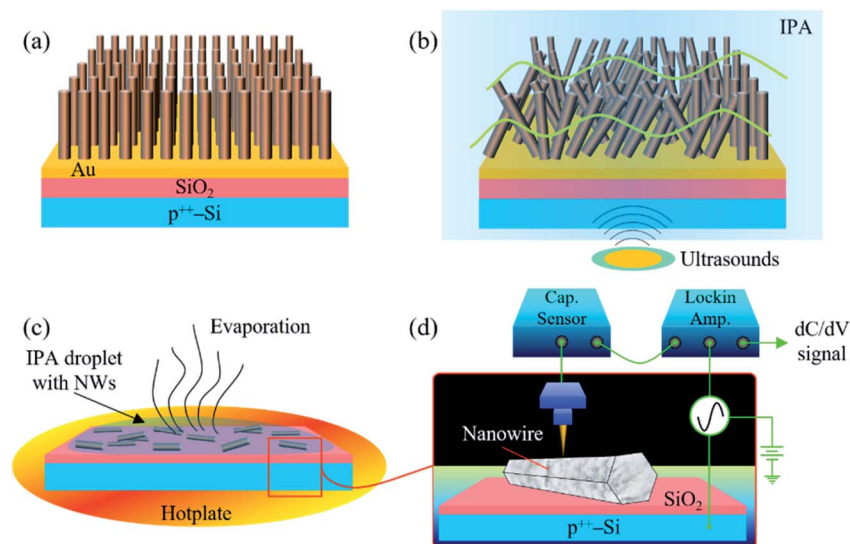 (a)
Au
SiO₂
p⁺⁺–Si
(b)
IPA
Ultrasounds
(c)
Evaporation
IPA droplet
with NWs
Hotplate
(d)
Cap.
Sensor
Lockin
Amp.
dC/dV
signal
Nanowire
SiO₂
p⁺⁺–Si